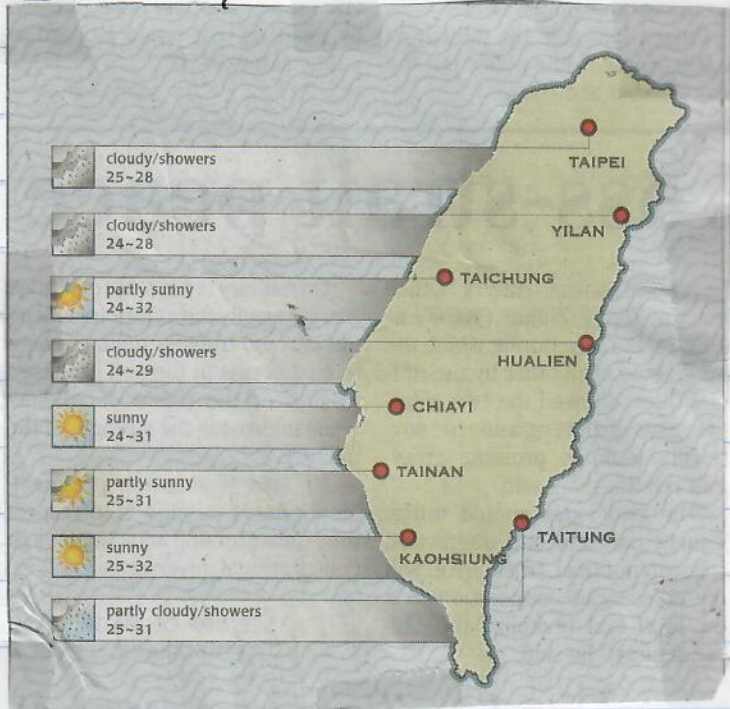 cloudy/showers
25~28
TAIPEI
cloudy/showers
24~28
YILAN
partly sunny
24~32
TAICHUNG
cloudy/showers
24~29
HUALIEN
sunny
24~31
CHIAYI
partly sunny
25~31
TAINAN
sunny
25~32
KAOHSIUNG
TAITUNG
partly cloudy/showers
25~31